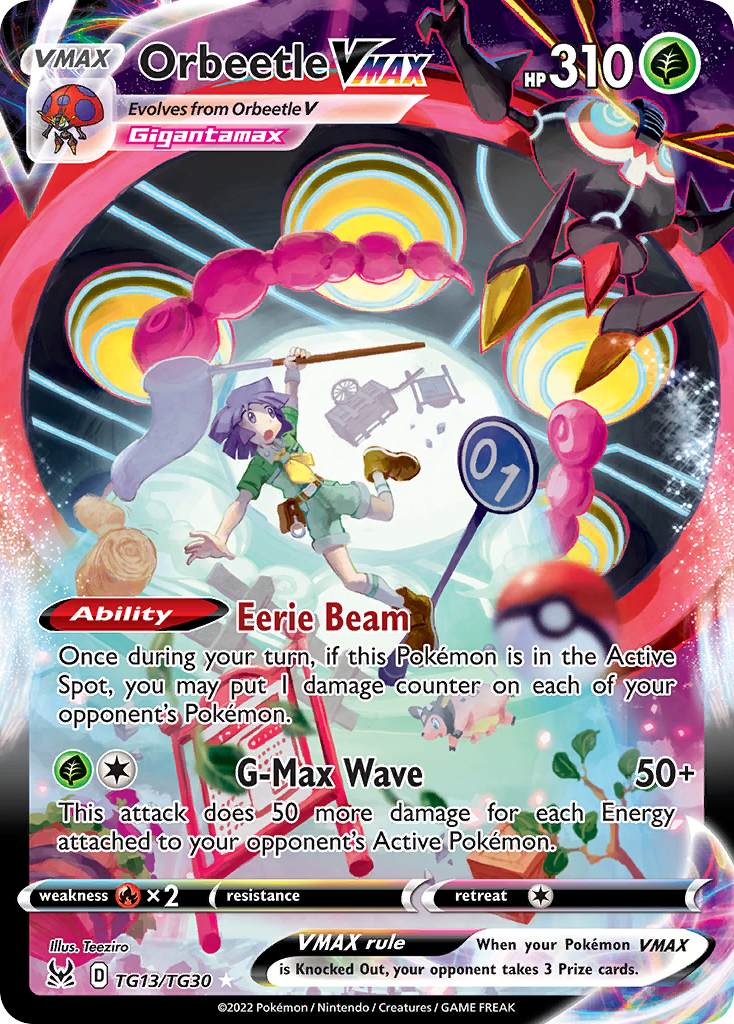 VMAX
Orbeetle VMAX
HP 310
Evolves from Orbeetle V
Gigantamax
01
Ability Eerie Beam
Once during your turn, if this Pokémon is in the Active
Spot, you may put 1 damage counter on each of your
opponent's Pokémon.
G-Max Wave 50+
This attack does 50 more damage for each Energy
attached to your opponent's Active Pokémon.
weakness ×2 resistance retreat
Illus. Teeziro
VMAX rule When your Pokémon VMAX
is Knocked Out, your opponent takes 3 Prize cards.
D TG13/TG30
©2022 Pokémon / Nintendo / Creatures / GAME FREAK